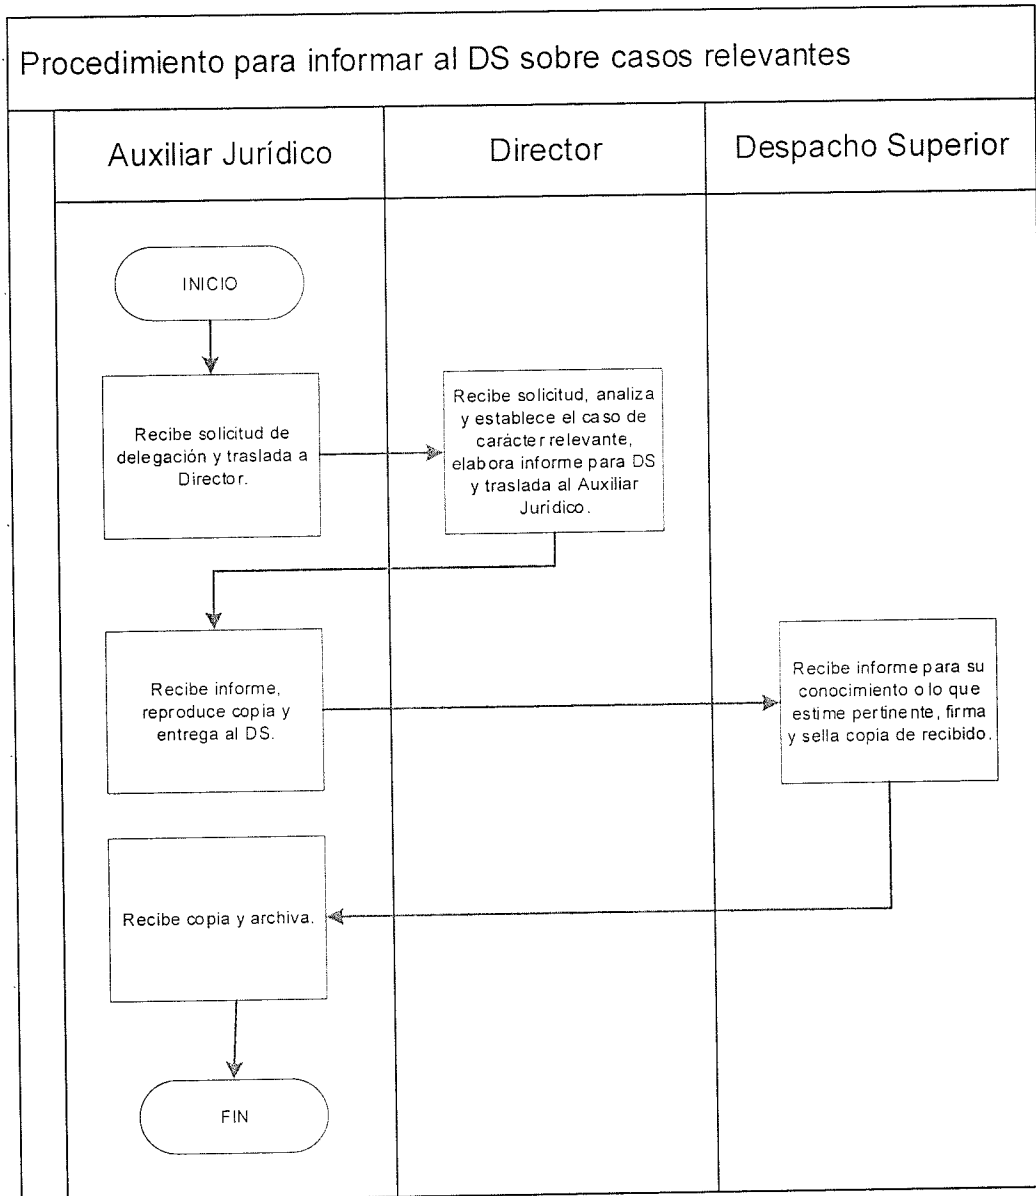 Procedimiento para informar al DS sobre casos relevantes
Auxiliar Jurídico
Director
Despacho Superior
INICIO
Recibe solicitud de
delegación y traslada a
Director.
Recibe solicitud, analiza
y establece el caso de
carácter relevante,
elabora informe para DS
y traslada al Auxiliar
Jurídico.
Recibe informe,
reproduce copia y
entrega al DS.
Recibe informe para su
conocimiento o lo que
estime pertinente, firma
y sella copia de recibido.
Recibe copia y archiva.
FIN